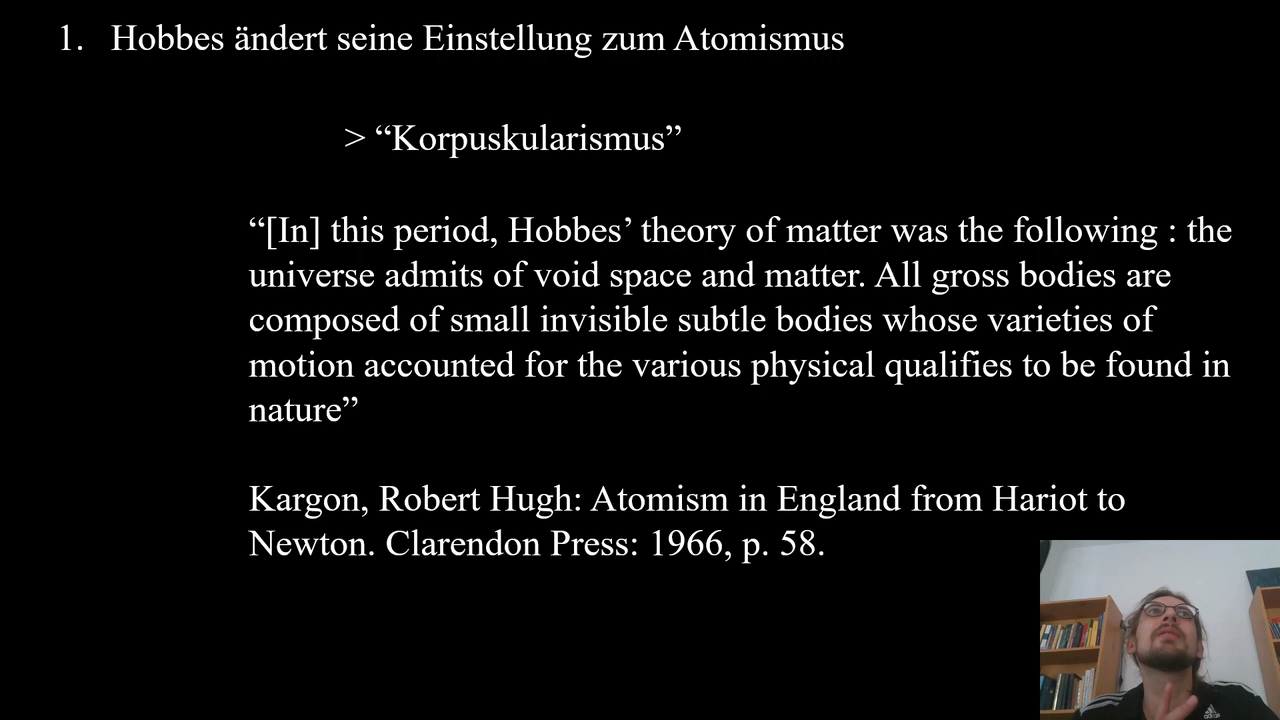 1. Hobbes ändert seine Einstellung zum Atomismus
> “Korpuskularismus”
“[In] this period, Hobbes’ theory of matter was the following : the
universe admits of void space and matter. All gross bodies are
composed of small invisible subtle bodies whose varieties of
motion accounted for the various physical qualifies to be found in
nature”
Kargon, Robert Hugh: Atomism in England from Hariot to
Newton. Clarendon Press: 1966, p. 58.
adidas